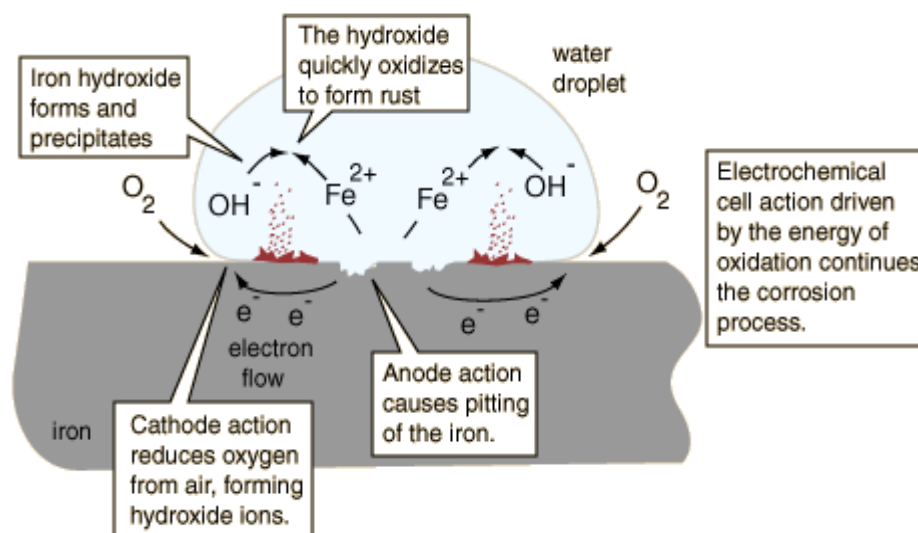 The hydroxide
quickly oxidizes
to form rust
water
droplet
Iron hydroxide
forms and
precipitates
O₂
OH⁻
Fe²⁺
Fe²⁺
OH⁻
O₂
Electrochemical
cell action driven
by the energy of
oxidation continues
the corrosion
process.
e⁻ e⁻
e⁻ e⁻
electron
flow
Anode action
causes pitting
of the iron.
iron
Cathode action
reduces oxygen
from air, forming
hydroxide ions.